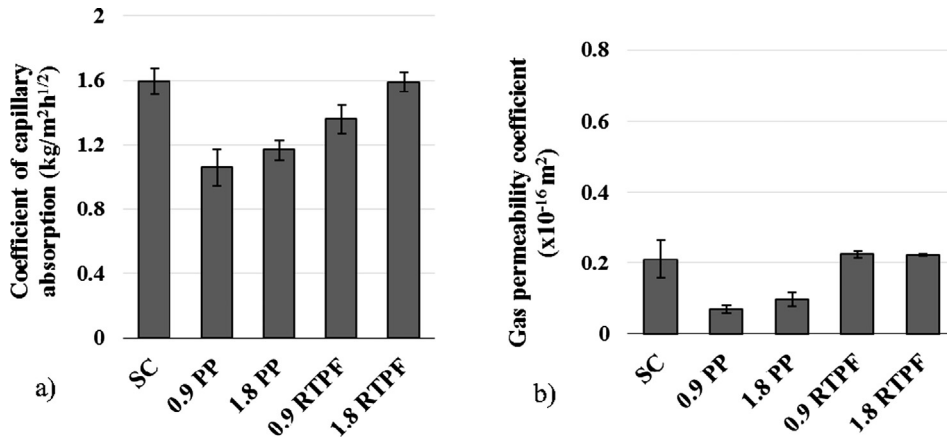 Coefficient of capillary
absorption (kg/m²h^1/2)
2
1.6
1.2
0.8
0.4
0
SC
0.9 PP
1.8 PP
0.9 RTPF
1.8 RTPF
a)
Gas permeability coefficient
(x10⁻¹⁶ m²)
0.8
0.6
0.4
0.2
0
SC
0.9 PP
1.8 PP
0.9 RTPF
1.8 RTPF
b)